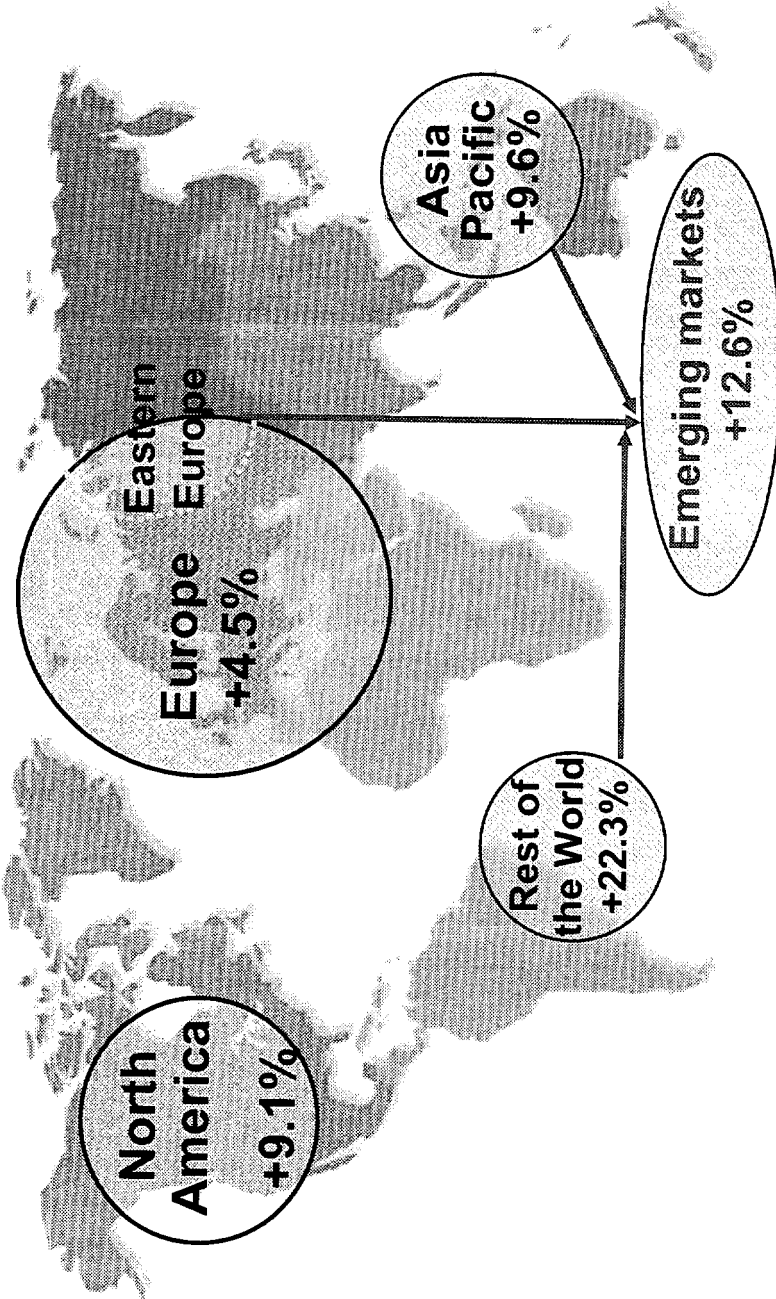 North
America
+9.1%
Europe
+4.5%
Eastern
Europe
Asia
Pacific
+9.6%
Rest of
the World
+22.3%
Emerging markets
+12.6%